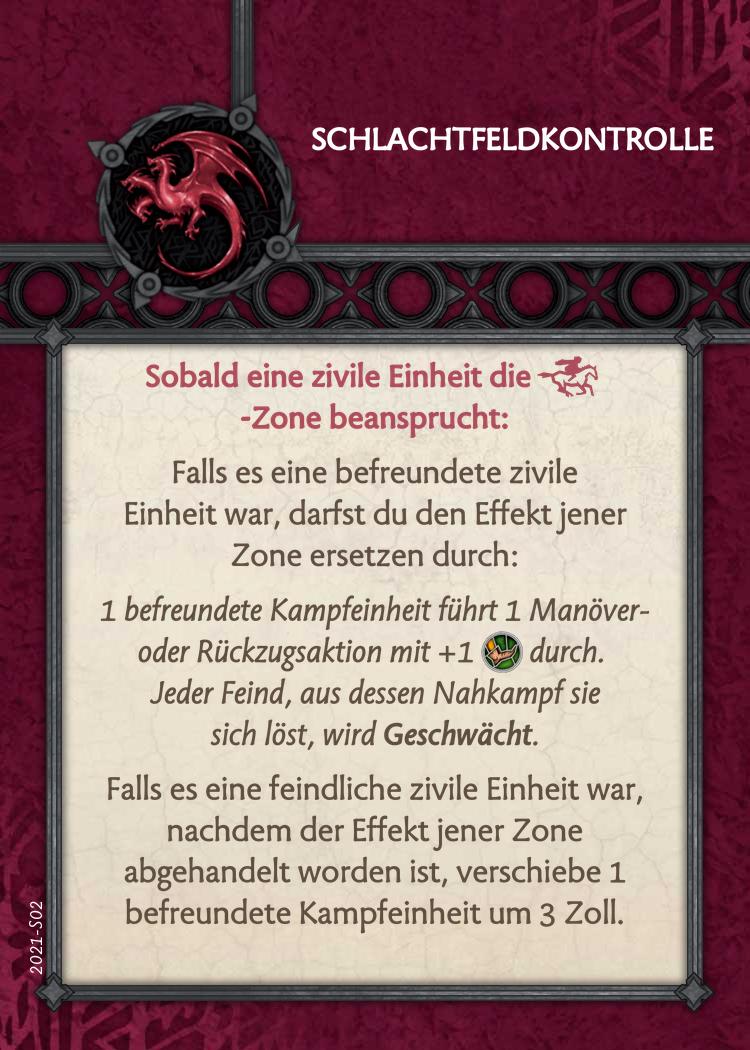 SCHLACHTFELDKONTROLLE
Sobald eine zivile Einheit die
-Zone beansprucht:
Falls es eine befreundete zivile
Einheit war, darfst du den Effekt jener
Zone ersetzen durch:
1 befreundete Kampfeinheit führt 1 Manöver-
oder Rückzugsaktion mit +1 durch.
Jeder Feind, aus dessen Nahkampf sie
sich löst, wird Geschwächt.
Falls es eine feindliche zivile Einheit war,
nachdem der Effekt jener Zone
abgehandelt worden ist, verschiebe 1
befreundete Kampfeinheit um 3 Zoll.
2021-S02